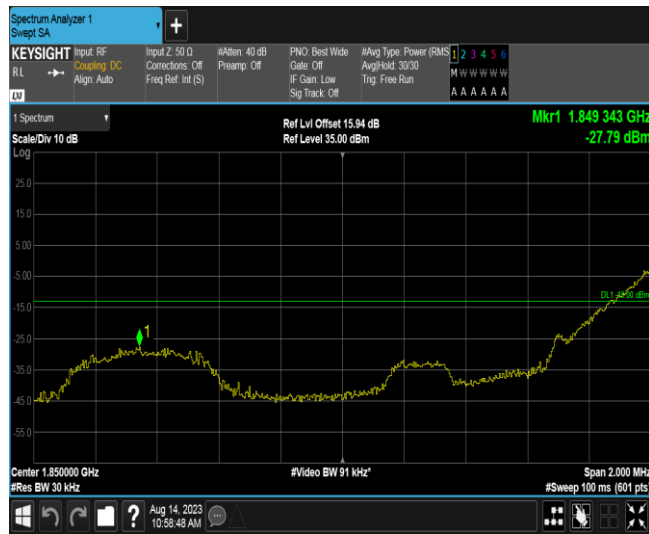 Spectrum Analyzer 1
Swept SA
+
KEYSIGHT
RL
LXI
Input: RF
Coupling: DC
Align: Auto
Input Z: 50 Ω
Corrections: Off
Freq Ref: Int (S)
#Atten: 40 dB
Preamp: Off
PNO: Best Wide
Gate: Off
IF Gain: Low
Sig Track: Off
#Avg Type: Power (RMS
Avg|Hold: 30/30
Trig: Free Run
1 2 3 4 5 6
M W W W W W
A A A A A A
1 Spectrum
Scale/Div 10 dB
Log
Ref Lvl Offset 15.94 dB
Ref Level 35.00 dBm
Mkr1 1.849 343 GHz
-27.79 dBm
25.0
15.0
5.00
-5.00
-15.0
-25.0
-35.0
-45.0
-55.0
1
DL1 -13.00 dBm
Center 1.850000 GHz
#Res BW 30 kHz
#Video BW 91 kHz*
Span 2.000 MHz
#Sweep 100 ms (601 pts
?
Aug 14, 2023
10:58:48 AM